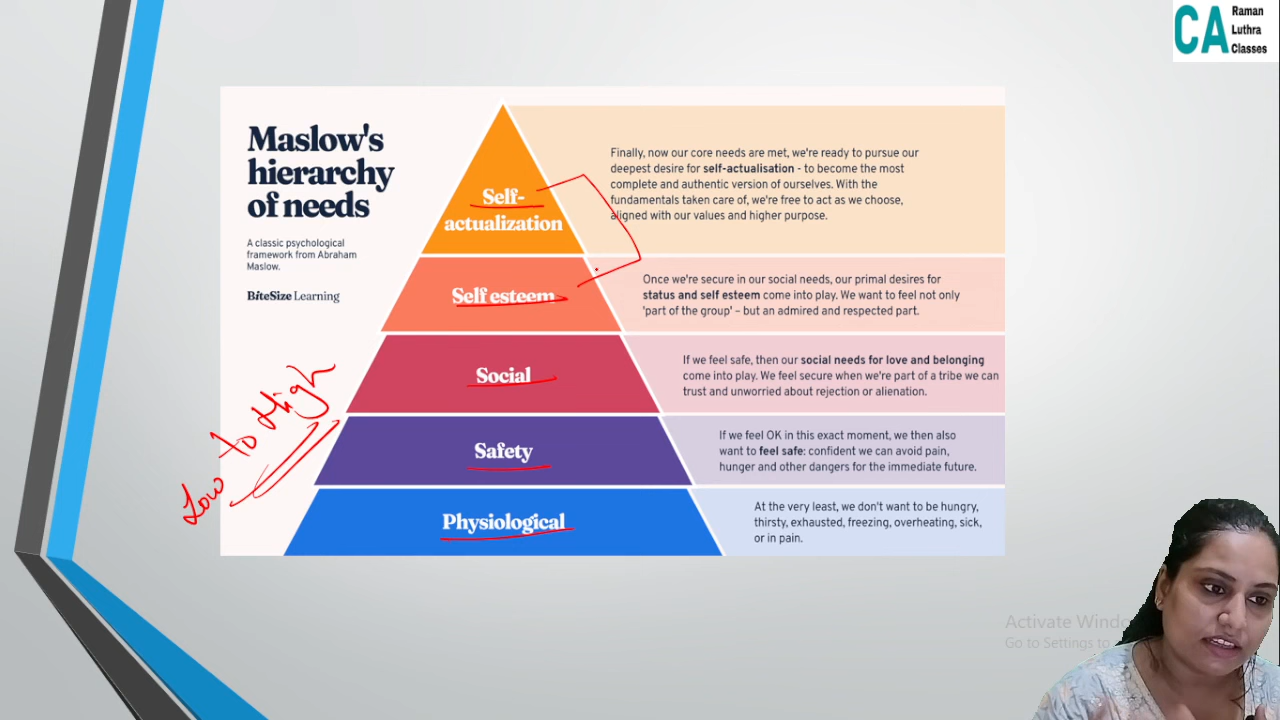 CA Raman
Luthra
Classes
Maslow's
hierarchy
of needs
A classic psychological
framework from Abraham
Maslow.
BiteSize Learning
Self-
actualization
Finally, now our core needs are met, we're ready to pursue our
deepest desire for self-actualisation - to become the most
complete and authentic version of ourselves. With the
fundamentals taken care of, we're free to act as we choose,
aligned with our values and higher purpose.
Self esteem
Once we're secure in our social needs, our primal desires for
status and self esteem come into play. We want to feel not only
'part of the group' – but an admired and respected part.
Social
If we feel safe, then our social needs for love and belonging
come into play. We feel secure when we're part of a tribe we can
trust and unworried about rejection or alienation.
Safety
If we feel OK in this exact moment, we then also
want to feel safe: confident we can avoid pain,
hunger and other dangers for the immediate future.
Physiological
At the very least, we don't want to be hungry,
thirsty, exhausted, freezing, overheating, sick,
or in pain.
Low to High
Activate
Go to Settings to